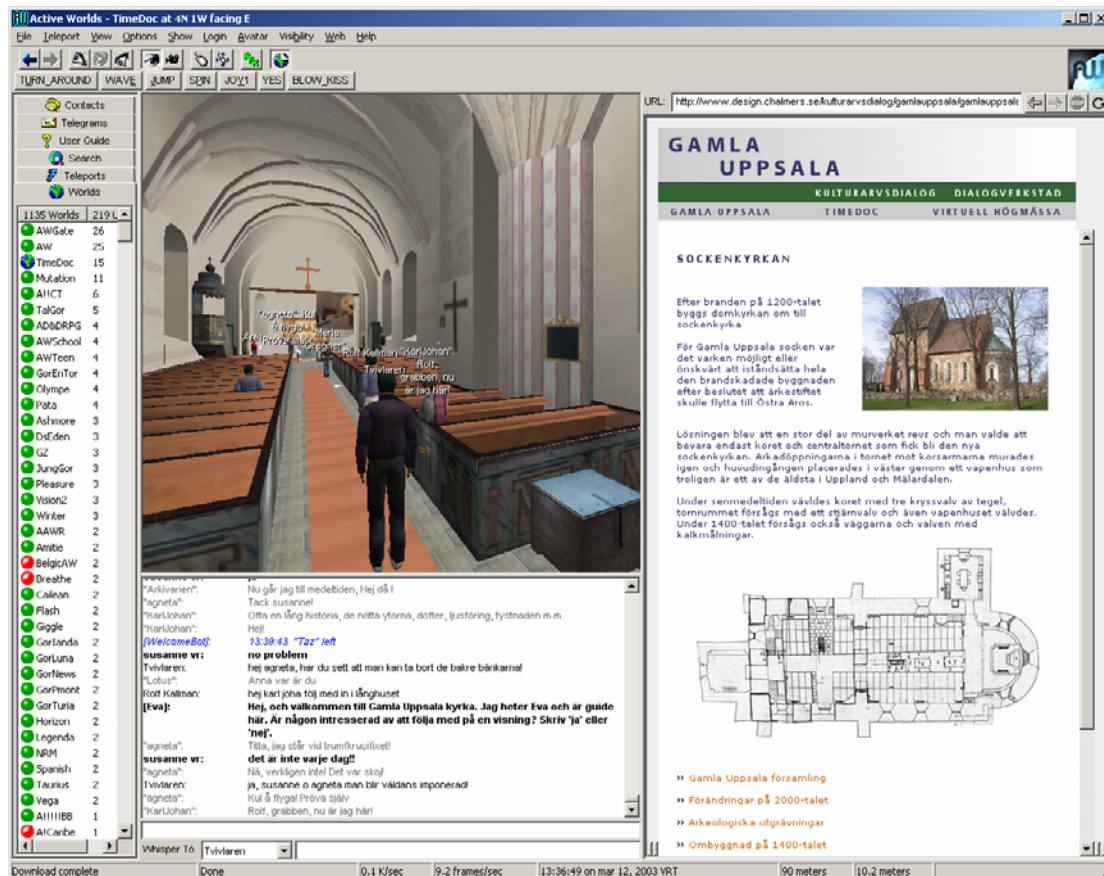 Active Worlds - TimeDoc at 4N 1W facing E
File Teleport View Options Show Login Avatar Visibility Web Help
TURN_AROUND WAVE JUMP SPIN JOY1 YES BLOW_KISS
Contacts
Telegrams
User Guide
Search
Teleports
Worlds
1135 Worlds 219 U
AWGate 26
AW 25
TimeDoc 15
Mutation 11
A!!CT 6
TalGor 5
AD&DRPG 4
AWSchool 4
AWTeen 4
GorEnTor 4
Olympe 4
Pata 4
Ashmore 3
DsEden 3
GZ 3
JungGor 3
Pleasure 3
Vision2 3
Winter 3
AAWR 2
Amitie 2
BelgicAW 2
Breathe 2
Cailean 2
Flash 2
Giggle 2
GorIanda 2
GorLuna 2
GorNews 2
GorPmont 2
GorTuria 2
Horizon 2
Legenda 2
NRM 2
Spanish 2
Taurius 2
Vega 2
A!!!!!BB 1
A!Caribe 1
"agneta": Kul
å flyga!
Pröva själv
Rolf Kallman
Tvivlaren
"KarlJohan":
Rolf,
grabben, nu
är jag här!
"Arkivarien": Nu går jag till medeltiden, Hej då !
"agneta": Tack susanne!
"KarlJohan": Ofta en lång historia, de nötta ytorna, dofter, ljusföring, tystnaden m.m.
"KarlJohan": Hej!
[WelcomeBot]: 13:39:43 "Taz" left
susanne vr: no problem
Tvivlaren: hej agneta, har du sett att man kan ta bort de bakre bänkarna!
"Lotus": Anna var är du
Rolf Kallman: hej karl joha följ med in i långhuset
[Eva]: Hej, och välkommen till Gamla Uppsala kyrka. Jag heter Eva och är guide
här. Är någon intresserad av att följa med på en visning? Skriv 'ja' eller
'nej'.
"agneta": Titta, jag står vid trumfkrucifixet!
susanne vr: det är inte varje dag!!
"agneta": Nä, verkligen inte! Det var skoj!
Tvivlaren: ja, susanne o agneta man blir väldans imponerad!
"agneta": Kul å flyga! Pröva själv
"KarlJohan": Rolf, grabben, nu är jag här!
Whisper To Tvivlaren
URL: http://www.design.chalmers.se/kulturarvsdialog/gamlauppsala/gamlauppsala
GAMLA
UPPSALA
KULTURARVSDIALOG DIALOGVERKSTAD
GAMLA UPPSALA TIMEDOC VIRTUELL HÖGMÄSSA
SOCKENKYRKAN
Efter branden på 1200-talet
byggs domkyrkan om till
sockenkyrka
För Gamla Uppsala socken var
det varken möjligt eller
önskvärt att iståndsätta hela
den brandskadade byggnaden
efter beslutet att ärkestiftet
skulle flytta till Östra Aros.
Lösningen blev att en stor del av murverket revs och man valde att
bevara endast koret och centraltornet som fick bli den nya
sockenkyrkan. Arkadöppningarna i tornet mot korsarmarna murades
igen och huvudingången placerades i väster genom ett vapenhus som
troligen är ett av de äldsta i Uppland och Mälardalen.
Under senmedeltiden vävldes koret med tre kryssvalv av tegel,
tornrummet försågs med ett stjärnvalv och även vapenhuset välvdes.
Under 1400-talet försågs också väggarna och valven med
kalkmålningar.
» Gamla Uppsala församling
» Förändringar på 2000-talet
» Arkeologiska utgrävningar
» Ombyggnad på 1400-talet
Download complete Done 0.1 K/sec 9.2 frames/sec 13:36:49 on mar 12, 2003 VRT 90 meters 10.2 meters